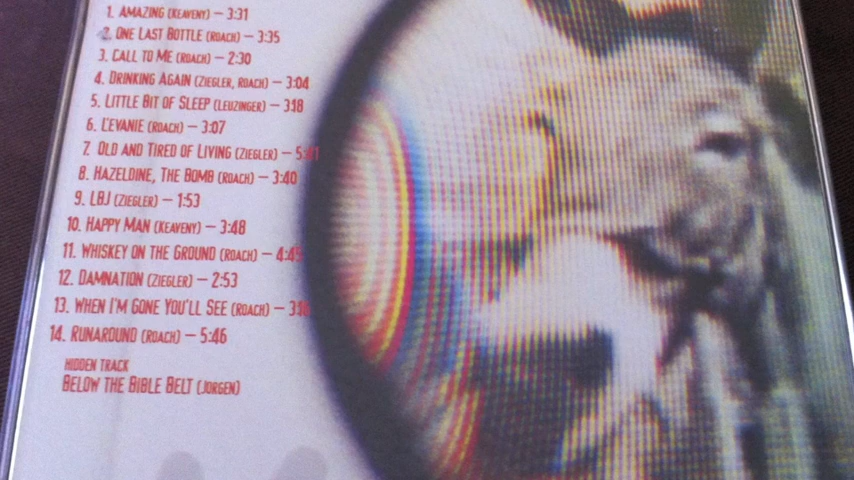 1. AMAZING (KEAVENY) – 3:31
2. ONE LAST BOTTLE (ROACH) – 3:35
3. CALL TO ME (ROACH) – 2:30
4. DRINKING AGAIN (ZIEGLER, ROACH) – 3:04
5. LITTLE BIT OF SLEEP (LEUZINGER) – 3:18
6. L'EVANIE (ROACH) – 3:07
7. OLD AND TIRED OF LIVING (ZIEGLER) –
8. HAZELDINE, THE BOMB (ROACH) – 3:40
9. LBJ (ZIEGLER) – 1:53
10. HAPPY MAN (KEAVENY) – 3:48
11. WHISKEY ON THE GROUND (ROACH) – 4:45
12. DAMNATION (ZIEGLER) – 2:53
13. WHEN I'M GONE YOU'LL SEE (ROACH) –
14. RUNAROUND (ROACH) – 5:46
HIDDEN TRACK
BELOW THE BIBLE BELT (JORGEN)